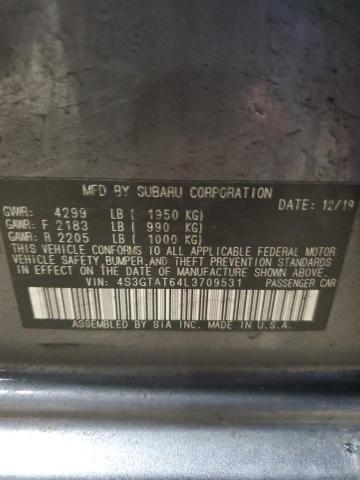 MFD BY SUBARU CORPORATION DATE: 12/19
GVWR: 4299 LB ( 1950 KG)
GAWR: F 2183 LB ( 990 KG)
GAWR: R 2205 LB ( 1000 KG)
THIS VEHICLE CONFORMS TO ALL APPLICABLE FEDERAL MOTOR
VEHICLE SAFETY, BUMPER, AND THEFT PREVENTION STANDARDS
IN EFFECT ON THE DATE OF MANUFACTURE SHOWN ABOVE.
VIN: 4S3GTAT64L3709531 PASSENGER CAR
ASSEMBLED BY SIA INC. MADE IN U.S.A.